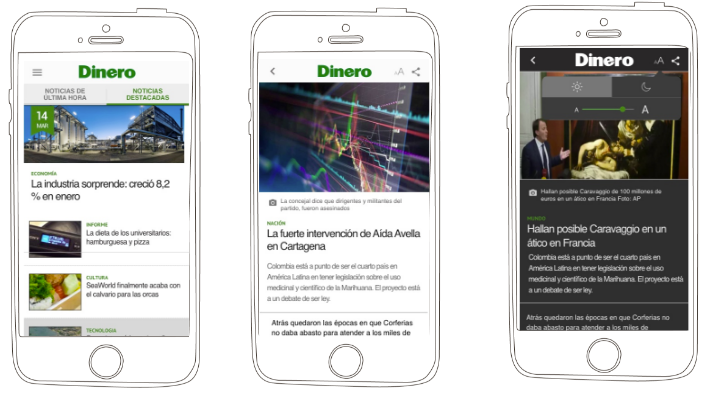 Dinero
NOTICIAS DE
ÚLTIMA HORA
NOTICIAS
DESTACADAS
14
MAR
ECONOMÍA
La industria sorprende: creció 8,2
% en enero
INFORME
La dieta de los universitarios:
hamburguesa y pizza
CULTURA
SeaWorld finalmente acaba con
el calvario para las orcas
TECNOLOGIA
Dinero
AA
La concejal dice que dirigentes y militantes del
partido, fueron asesinados
NACIÓN
La fuerte intervención de Aída Avella
en Cartagena
Colombia está a punto de ser el cuarto país en
América Latina en tener legislación sobre el uso
medicinal y científico de la Marihuana. El proyecto está
a un debate de ser ley.
Atrás quedaron las épocas en que Corferias
no daba abasto para atender a los miles de
Dinero
AA
A A
Hallan posible Caravaggio de 100 millones de
euros en un ático en Francia Foto: AP
MUNDO
Hallan posible Caravaggio en un
ático en Francia
Colombia está a punto de ser el cuarto país en
América Latina en tener legislación sobre el uso
medicinal y científico de la Marihuana. El proyecto está
a un debate de ser ley.
Atrás quedaron las épocas en que Corferias
no daba abasto para atender a los miles de